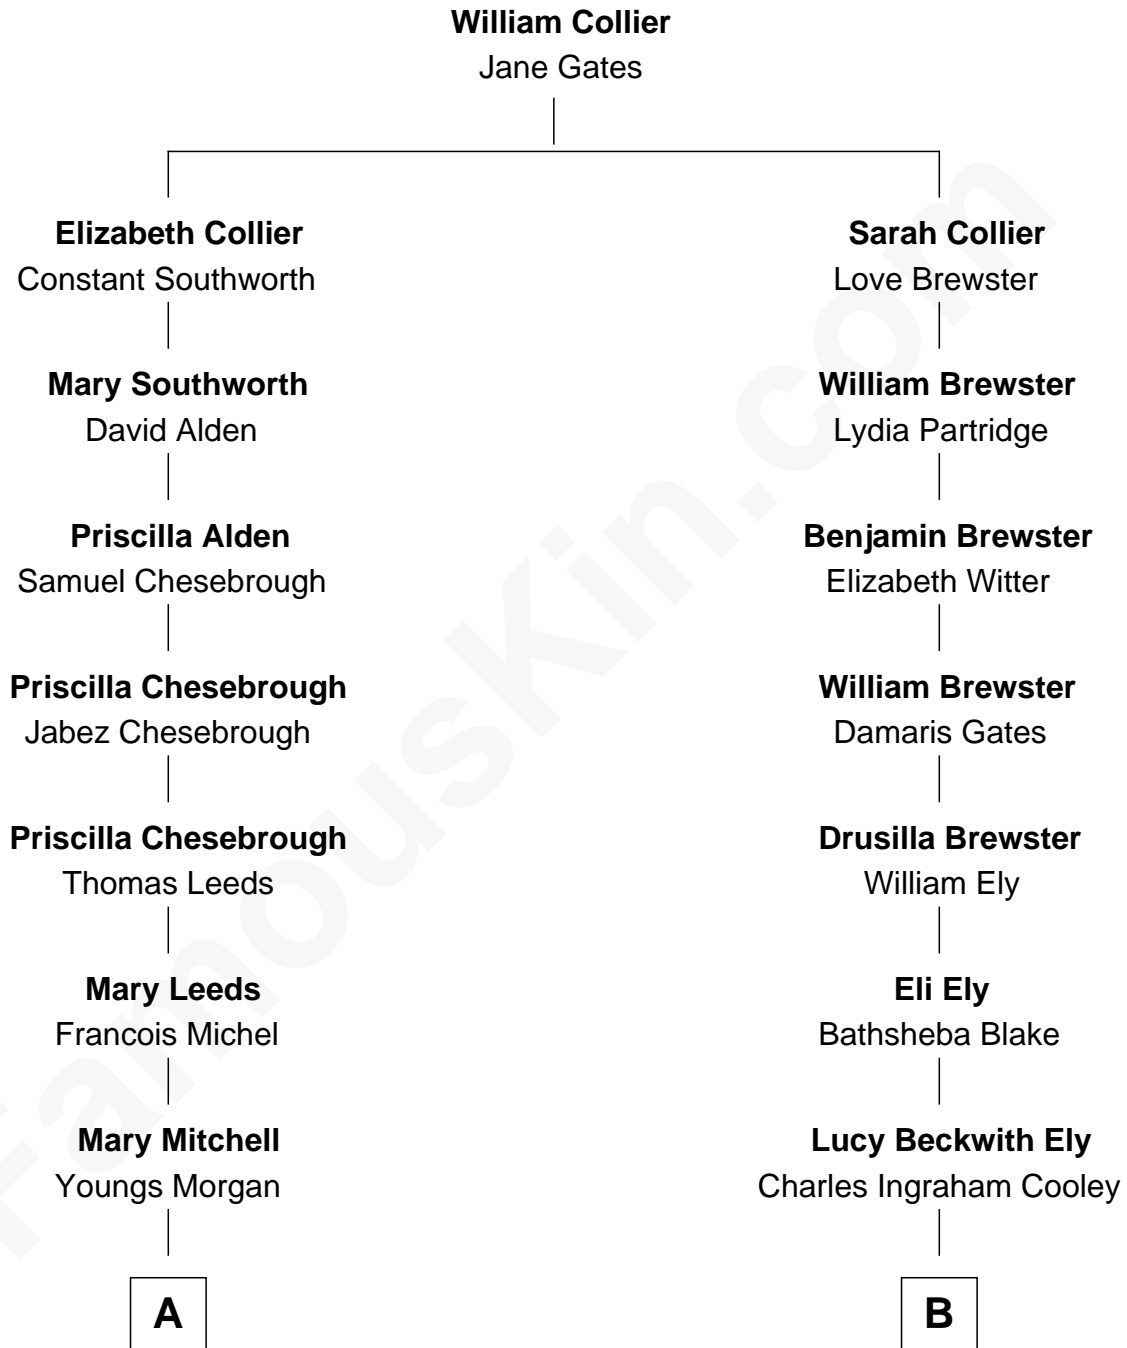 William Collier
Jane Gates
Elizabeth Collier
Constant Southworth
Sarah Collier
Love Brewster
Mary Southworth
David Alden
William Brewster
Lydia Partridge
Priscilla Alden
Samuel Chesebrough
Benjamin Brewster
Elizabeth Witter
Priscilla Chesebrough
Jabez Chesebrough
William Brewster
Damaris Gates
Priscilla Chesebrough
Thomas Leeds
Drusilla Brewster
William Ely
Mary Leeds
Francois Michel
Eli Ely
Bathsheba Blake
Mary Mitchell
Youngs Morgan
Lucy Beckwith Ely
Charles Ingraham Cooley
A
B
FamousKin.com